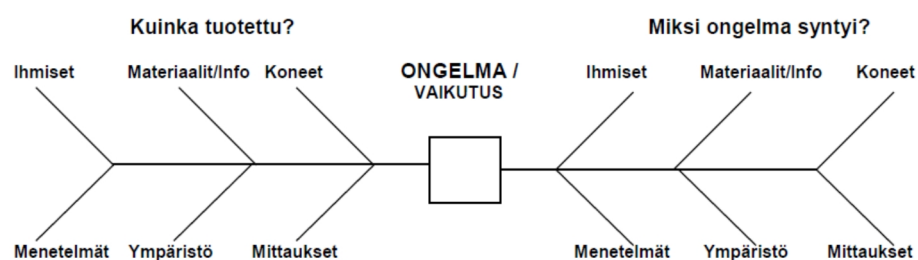 Kuinka tuotettu?
Miksi ongelma syntyi?
Ihmiset
Materiaalit/Info
Koneet
ONGELMA /
VAIKUTUS
Ihmiset
Materiaalit/Info
Koneet
Menetelmät
Ympäristö
Mittaukset
Menetelmät
Ympäristö
Mittaukset